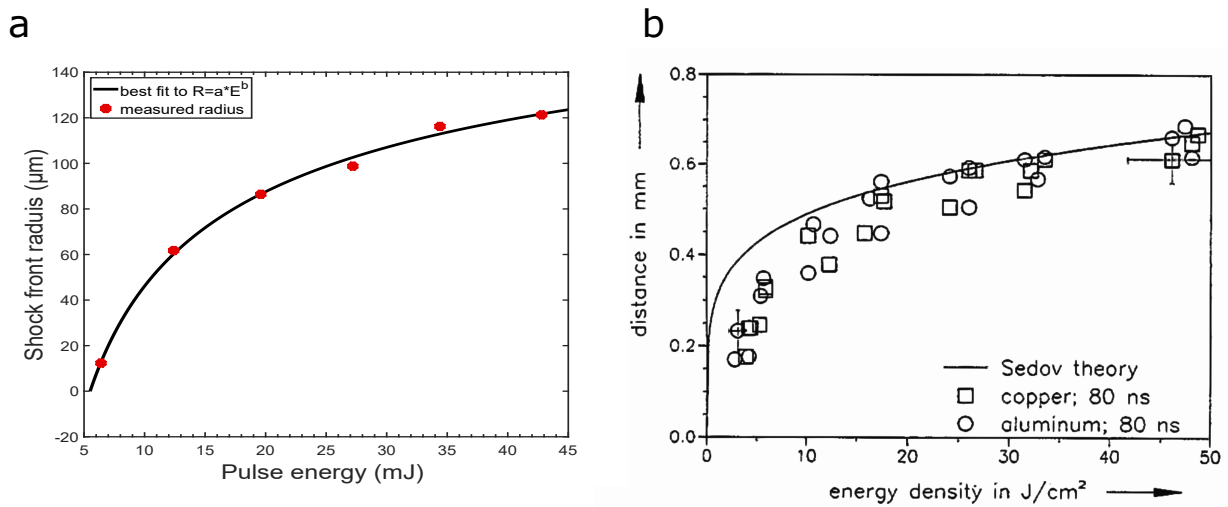 a
140
120
100
80
60
40
20
0
-20
5
10
15
20
25
30
35
40
45
Shock front raduis (μm)
Pulse energy (mJ)
best fit to R=a*E^b
measured radius
b
0.8
0.6
0.4
0.2
0.0
0
10
20
30
40
50
distance in mm
energy density in J/cm²
Sedov theory
copper; 80 ns
aluminum; 80 ns